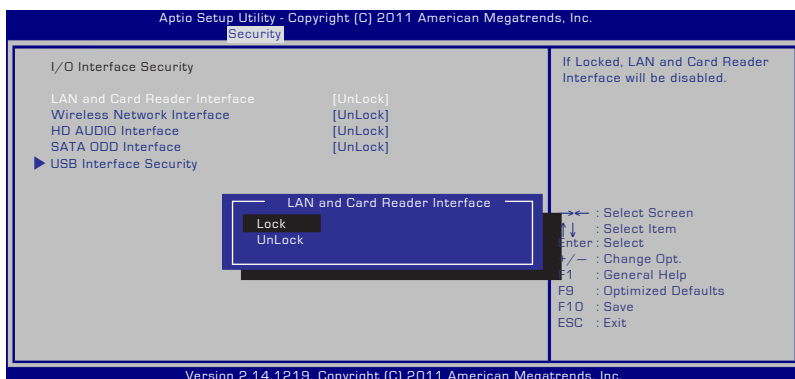 Aptio Setup Utility - Copyright (C) 2011 American Megatrends, Inc.
Security
I/O Interface Security
LAN and Card Reader Interface [UnLock]
Wireless Network Interface [UnLock]
HD AUDIO Interface [UnLock]
SATA ODD Interface [UnLock]
USB Interface Security
If Locked, LAN and Card Reader
Interface will be disabled.
LAN and Card Reader Interface
Lock
UnLock
→← : Select Screen
↑↓ : Select Item
Enter : Select
+/— : Change Opt.
F1 : General Help
F9 : Optimized Defaults
F10 : Save
ESC : Exit
Version 2.14.1219. Copyright (C) 2011 American Megatrends, Inc.